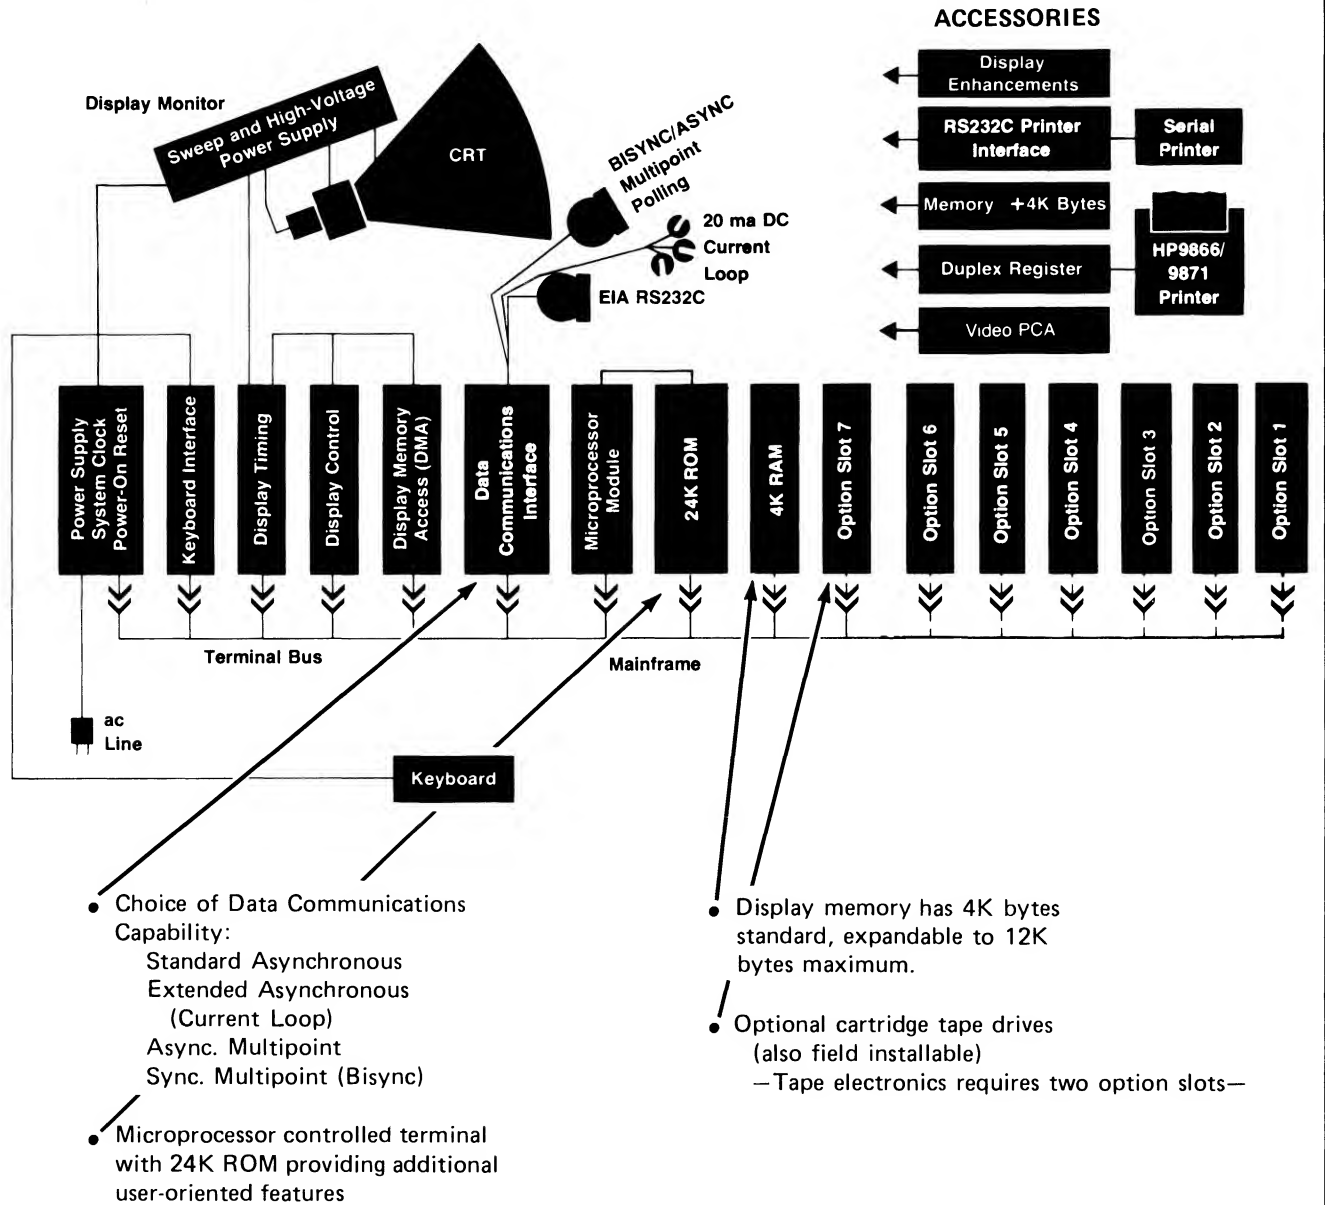 ACCESSORIES
Display Monitor
Sweep and High-Voltage
Power Supply
CRT
BISYNC/ASYNC
Multipoint
Polling
20 ma DC
Current
Loop
EIA RS232C
Display
Enhancements
RS232C Printer
Interface
Serial
Printer
Memory +4K Bytes
Duplex Register
HP9866/
9871
Printer
Video PCA
Power Supply
System Clock
Power-On Reset
Keyboard Interface
Display Timing
Display Control
Display Memory
Access (DMA)
Data
Communications
Interface
Microprocessor
Module
24K ROM
4K RAM
Option Slot 7
Option Slot 6
Option Slot 5
Option Slot 4
Option Slot 3
Option Slot 2
Option Slot 1
Terminal Bus
Mainframe
ac
Line
Keyboard
• Choice of Data Communications
Capability:
Standard Asynchronous
Extended Asynchronous
(Current Loop)
Async. Multipoint
Sync. Multipoint (Bisync)
• Microprocessor controlled terminal
with 24K ROM providing additional
user-oriented features
• Display memory has 4K bytes
standard, expandable to 12K
bytes maximum.
• Optional cartridge tape drives
(also field installable)
—Tape electronics requires two option slots—